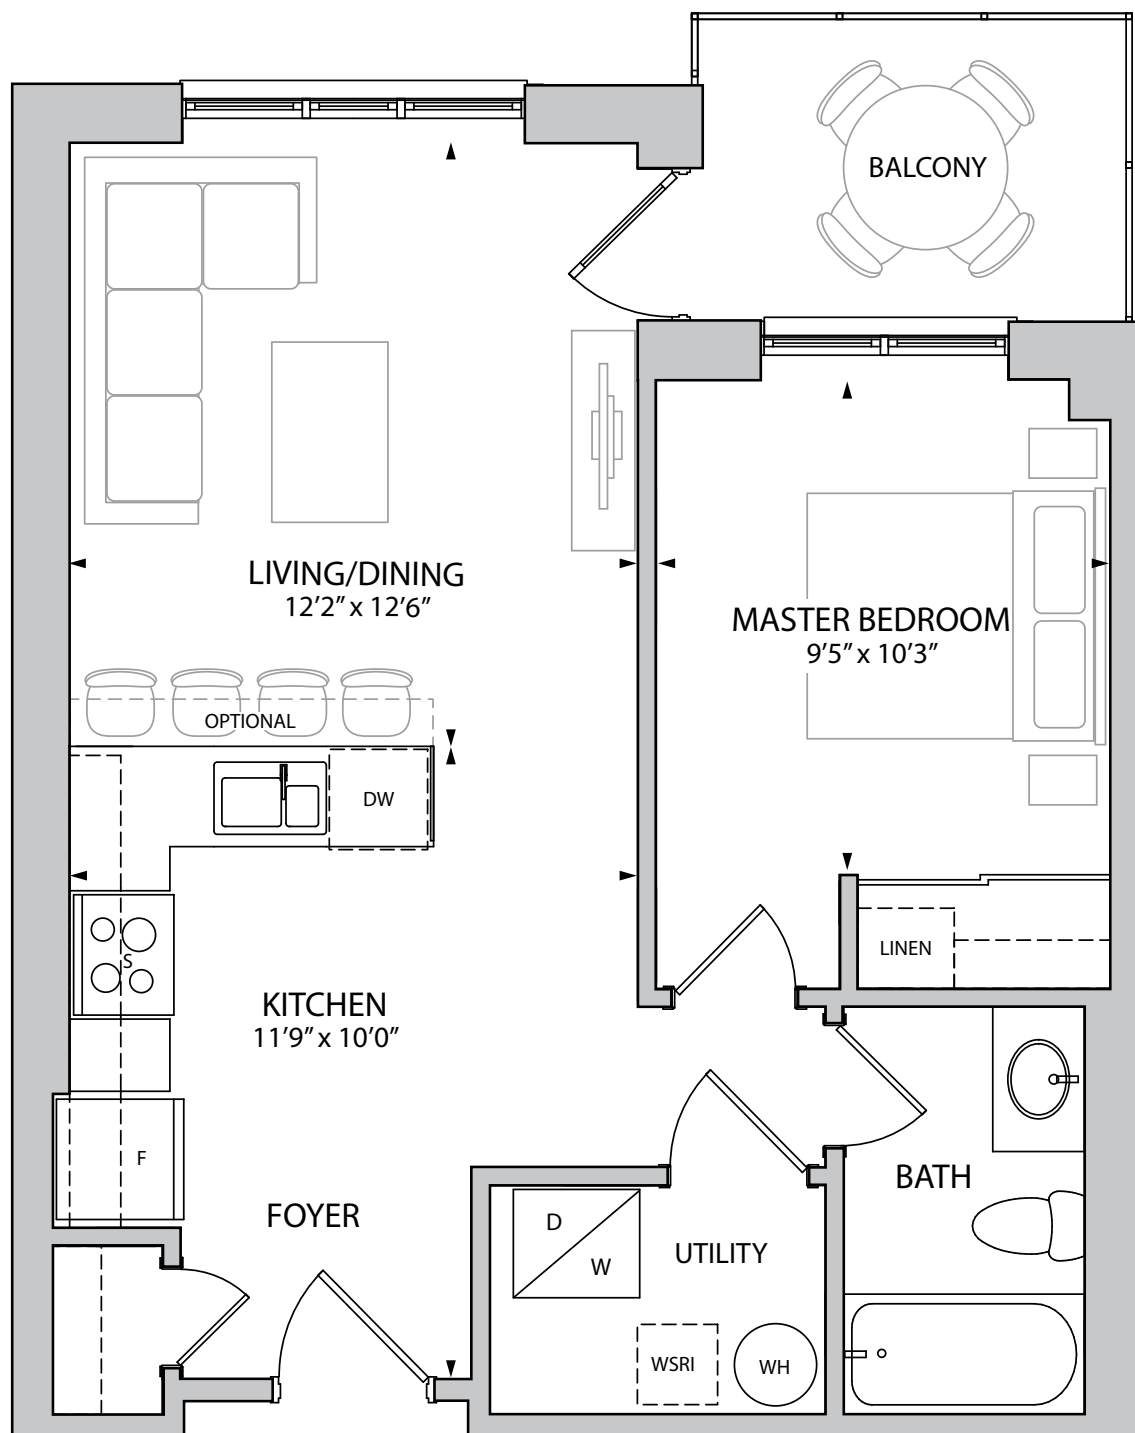 BALCONY
LIVING/DINING
12’2” x 12’6”
MASTER BEDROOM
9’5” x 10’3”
OPTIONAL
DW
LINEN
S
KITCHEN
11’9” x 10’0”
F
BATH
FOYER
D
W
UTILITY
WSRI
WH